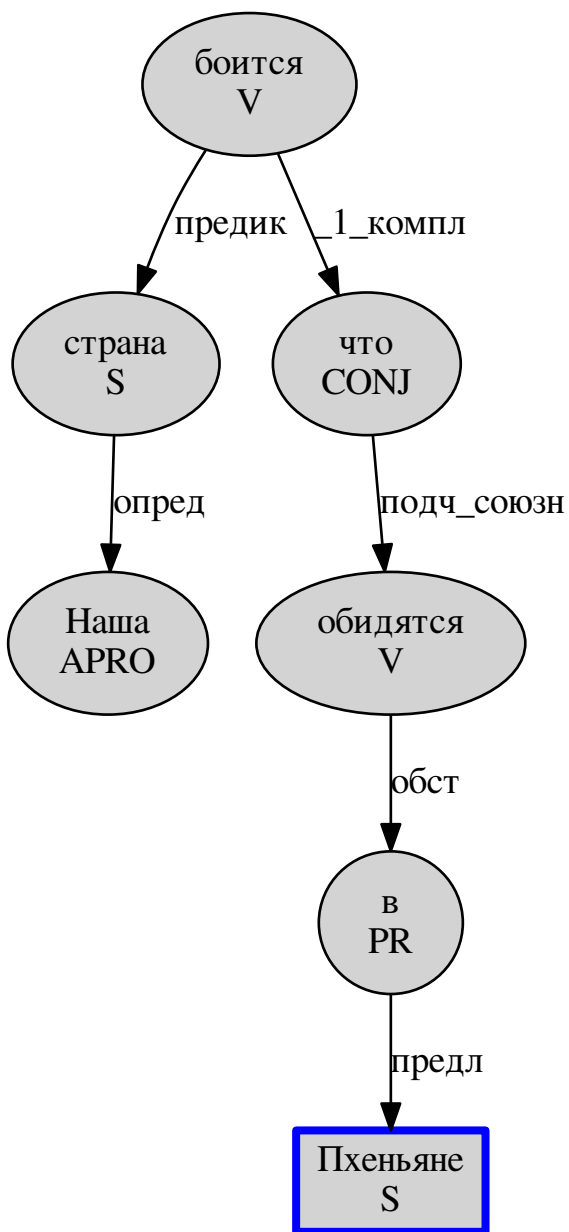 боится
V
предик
_1_компл
страна
S
что
CONJ
опред
подч_союзн
Наша
APRO
обидятся
V
обст
в
PR
предл
Пхеньяне
S